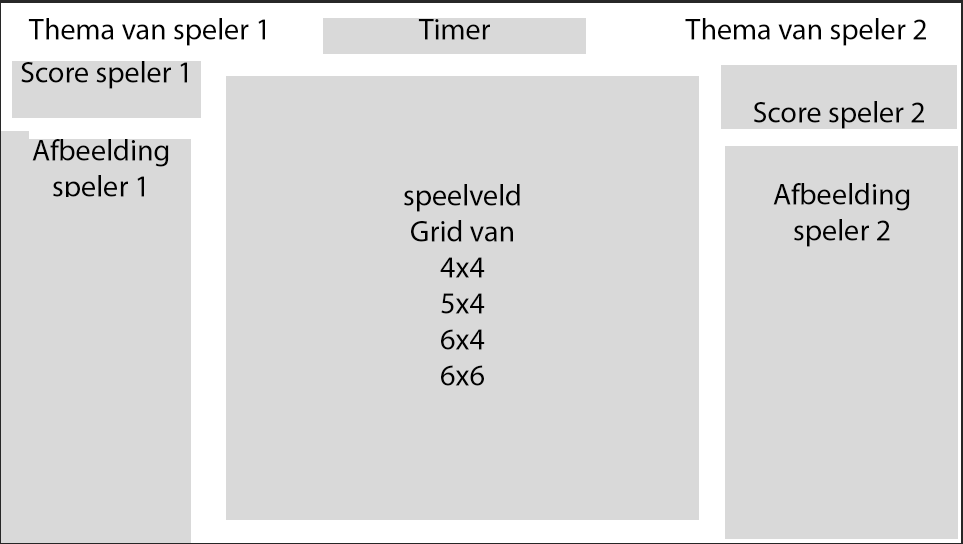 Thema van speler 1
Timer
Thema van speler 2
Score speler 1
Score speler 2
Afbeelding
speler 1
speelveld
Grid van
4x4
5x4
6x4
6x6
Afbeelding
speler 2